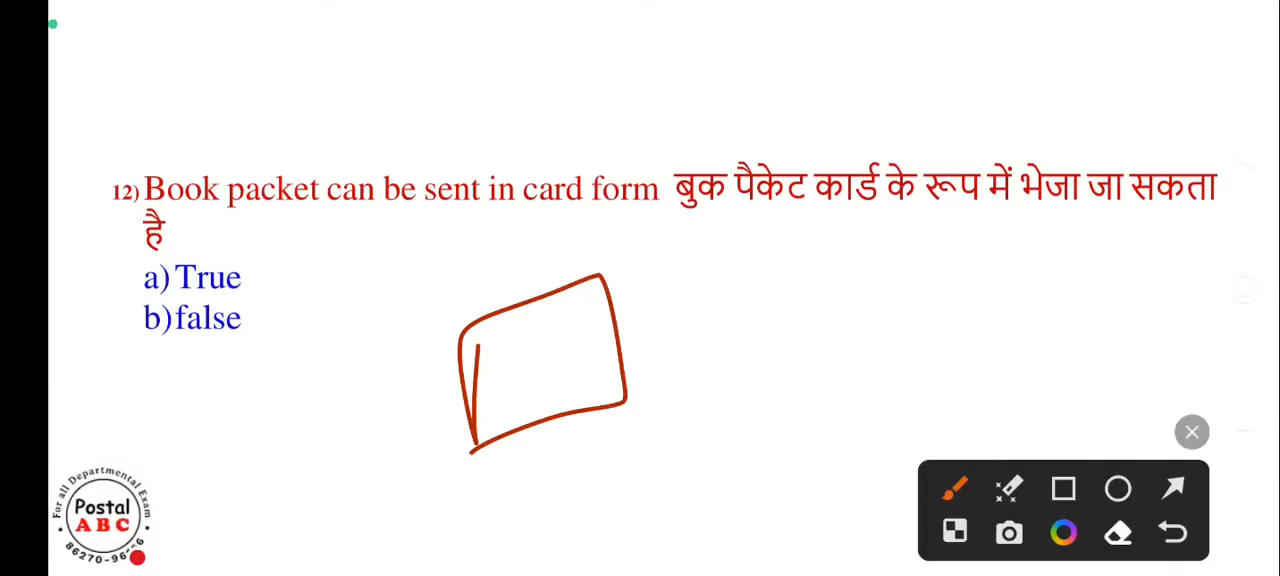 12) Book packet can be sent in card form बुक पैकेट कार्ड के रूप में भेजा जा सकता
है
a) True
b) false
For all Departmental Exam
Postal
A B C